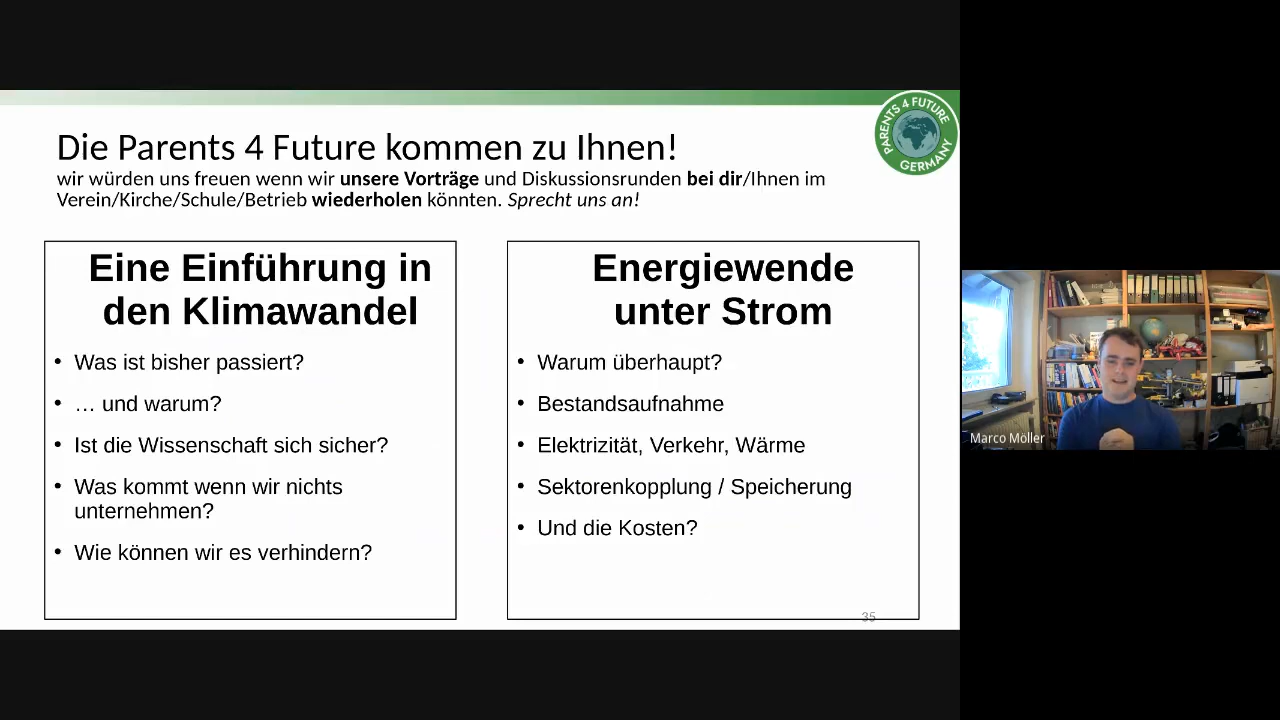 Die Parents 4 Future kommen zu Ihnen!
wir würden uns freuen wenn wir unsere Vorträge und Diskussionsrunden bei dir/Ihnen im
Verein/Kirche/Schule/Betrieb wiederholen könnten. Sprecht uns an!
PARENTS 4 FUTURE
GERMANY
Eine Einführung in
den Klimawandel
• Was ist bisher passiert?
• … und warum?
• Ist die Wissenschaft sich sicher?
• Was kommt wenn wir nichts
unternehmen?
• Wie können wir es verhindern?
Energiewende
unter Strom
• Warum überhaupt?
• Bestandsaufnahme
• Elektrizität, Verkehr, Wärme
• Sektorenkopplung / Speicherung
• Und die Kosten?
35
Marco Möller